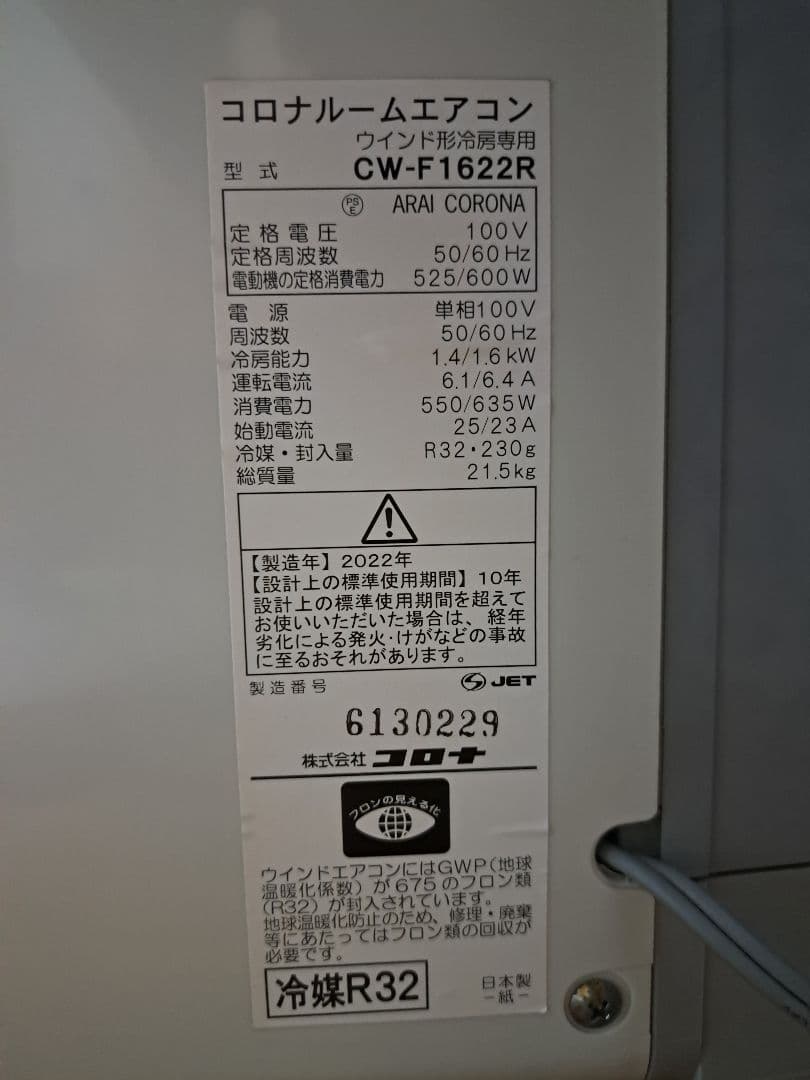 コロナルームエアコン
ウインド形冷房専用
型式 CW-F1622R
PS E ARAI CORONA
定格電圧 100V
定格周波数 50/60Hz
電動機の定格消費電力 525/600W
電源 単相100V
周波数 50/60Hz
冷房能力 1.4/1.6kW
運転電流 6.1/6.4A
消費電力 550/635W
始動電流 25/23A
冷媒・封入量 R32・230g
総質量 21.5kg
【製造年】2022年
【設計上の標準使用期間】10年
設計上の標準使用期間を超えて
お使いいただいた場合は、経年
劣化による発火・けがなどの事故
に至るおそれがあります。
製造番号 JET
6130229
株式会社 コロナ
フロンの見える化
ウインドエアコンにはGWP(地球
温暖化係数)が675のフロン類
(R32)が封入されています。
地球温暖化防止のため、修理・廃棄
等にあたってはフロン類の回収が
必要です。
冷媒R32
日本製
-紙-